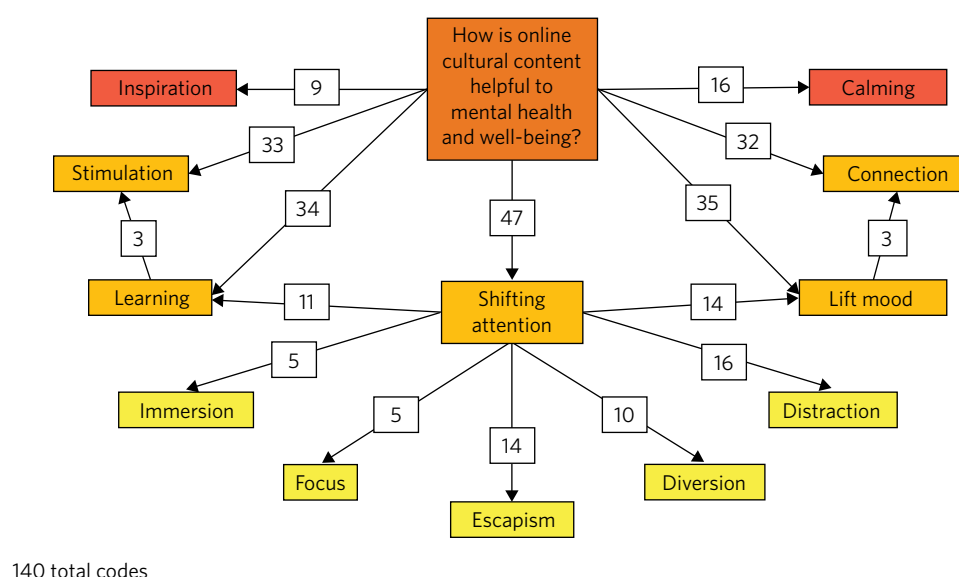 How is online
cultural content
helpful to
mental health
and well-being?
Inspiration
9
16
Calming
33
32
Stimulation
Connection
34
47
35
3
3
Learning
11
Shifting
attention
14
Lift mood
5
16
Immersion
Distraction
5
14
10
Focus
Diversion
Escapism
140 total codes